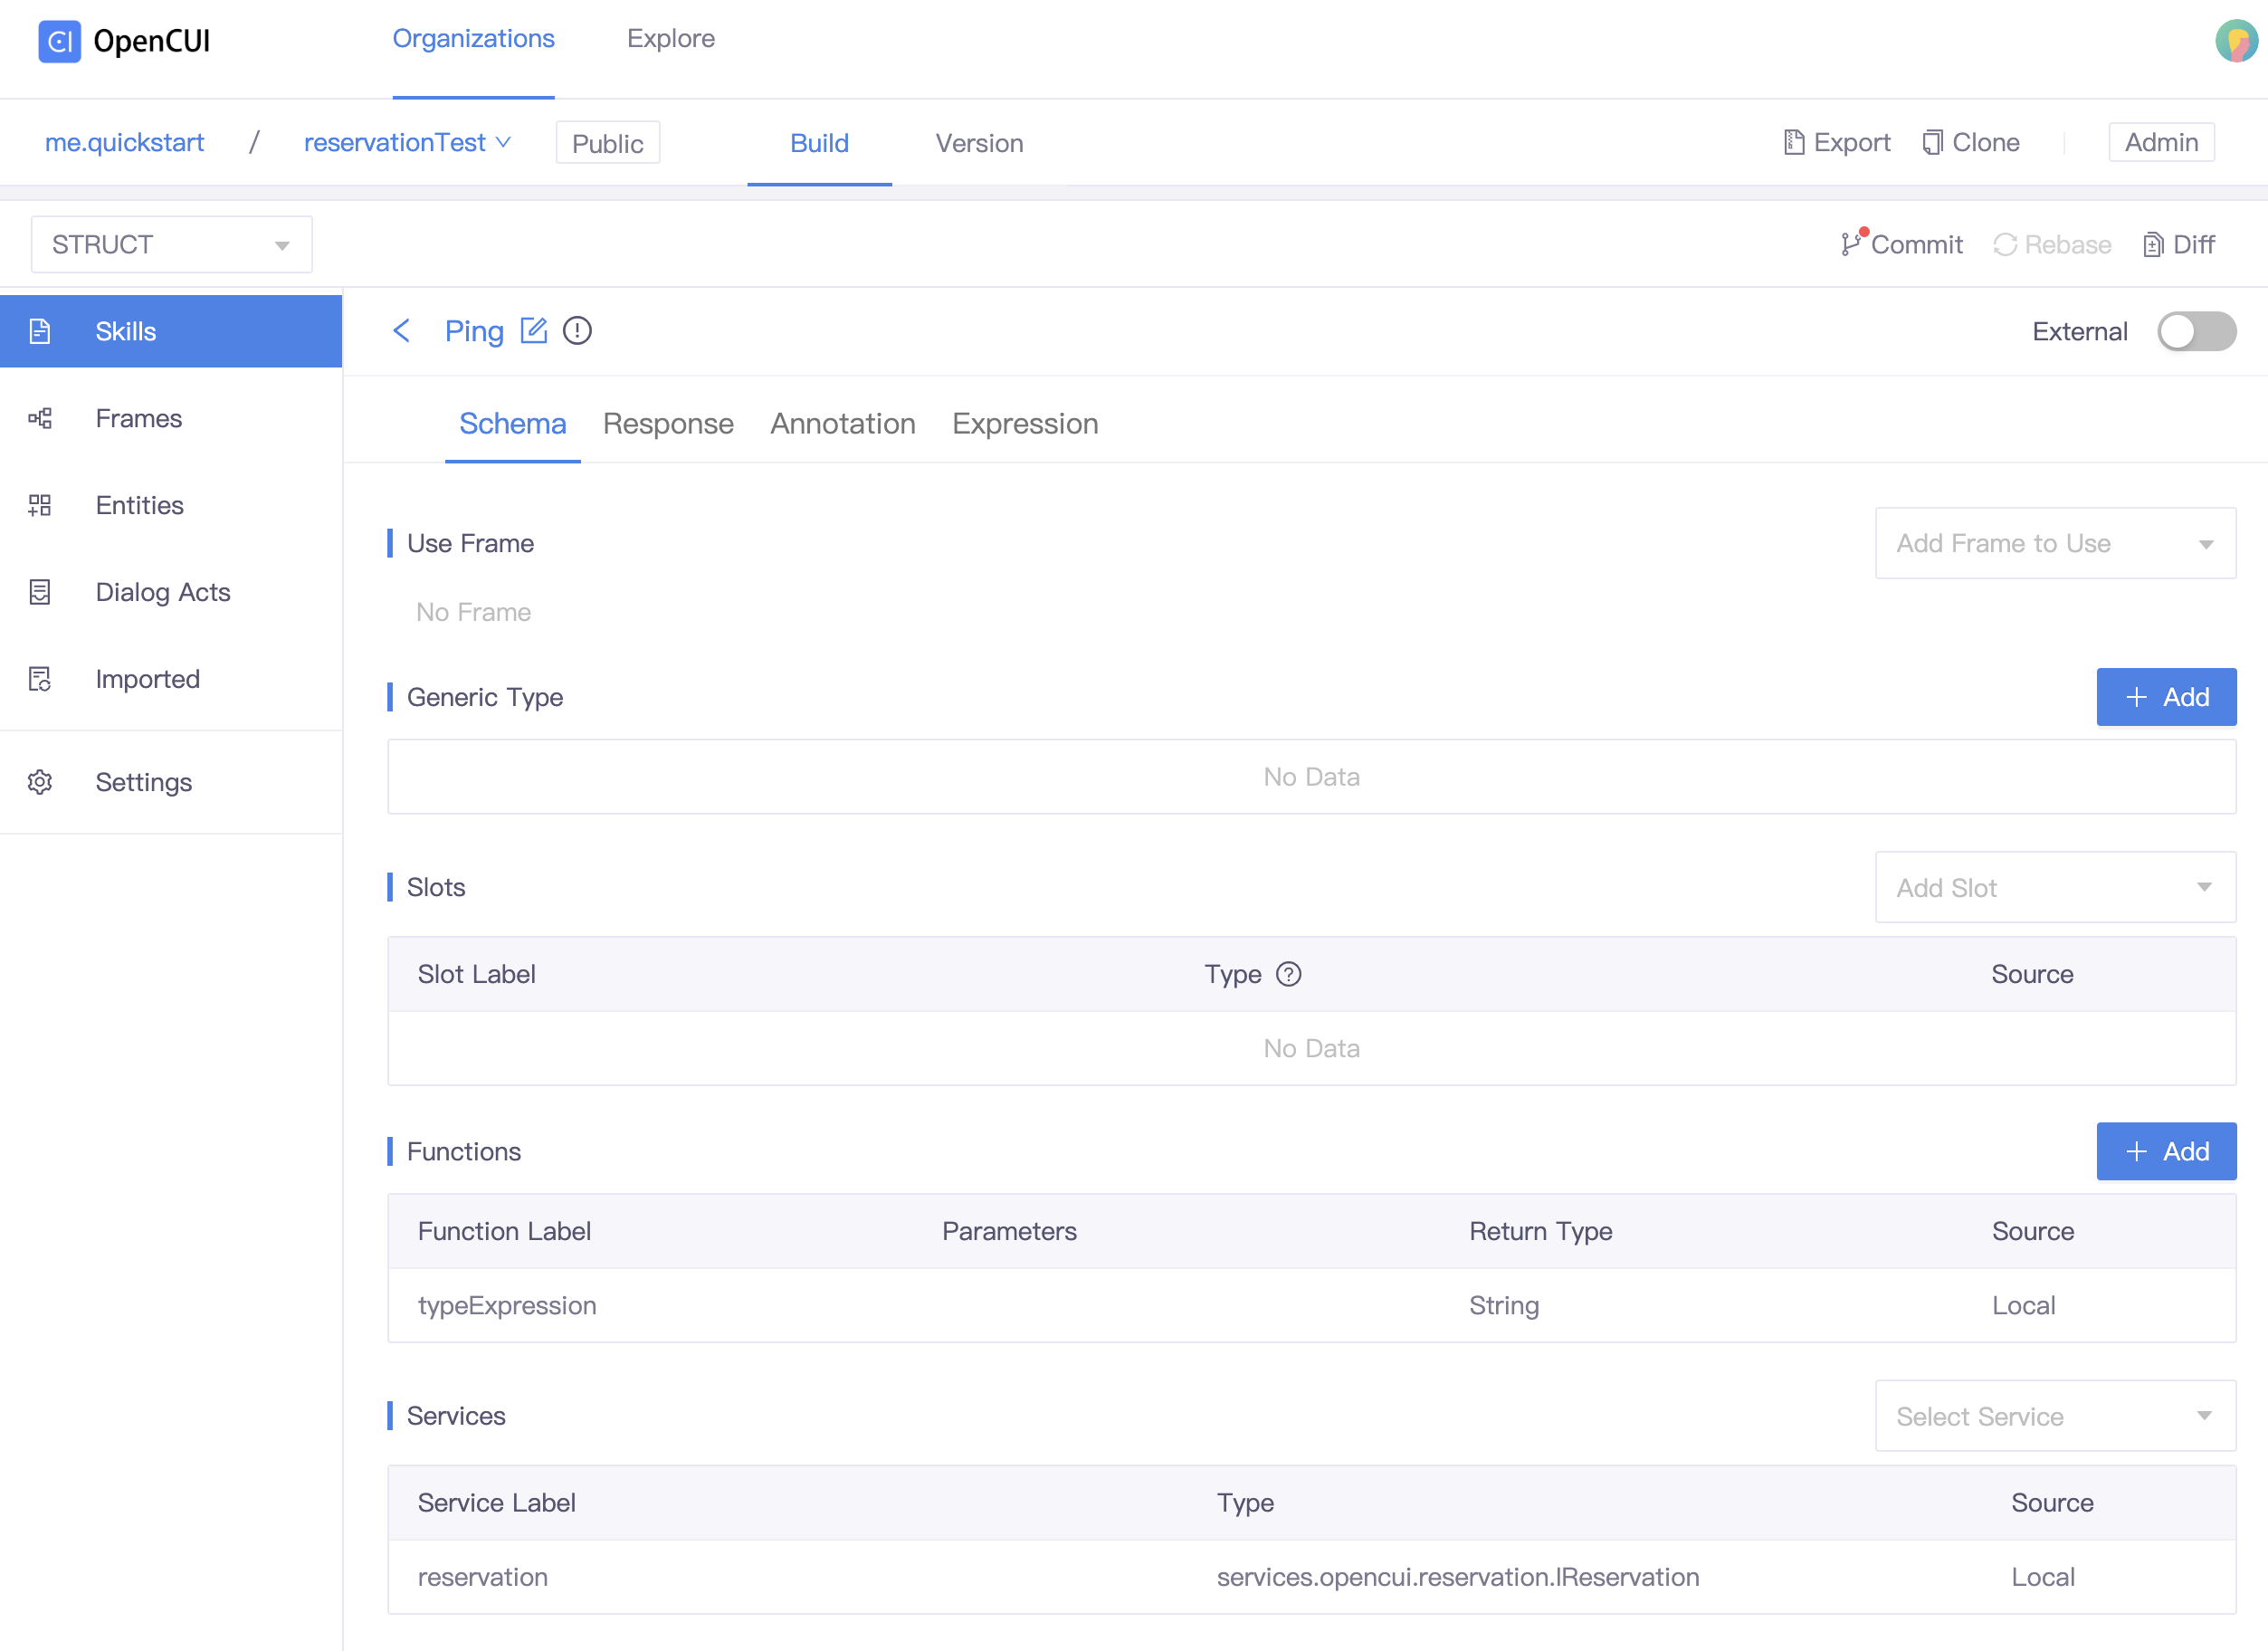 OpenCUI
Organizations
Explore
me.quickstart / reservationTest
Public
Build
Version
Export
Clone
Admin
STRUCT
Commit
Rebase
Diff
Skills
Frames
Entities
Dialog Acts
Imported
Settings
Ping
External
Schema
Response
Annotation
Expression
Use Frame
Add Frame to Use
No Frame
Generic Type
+ Add
No Data
Slots
Add Slot
Slot Label
Type
Source
No Data
Functions
+ Add
Function Label
Parameters
Return Type
Source
typeExpression
String
Local
Services
Select Service
Service Label
Type
Source
reservation
services.opencui.reservation.IReservation
Local